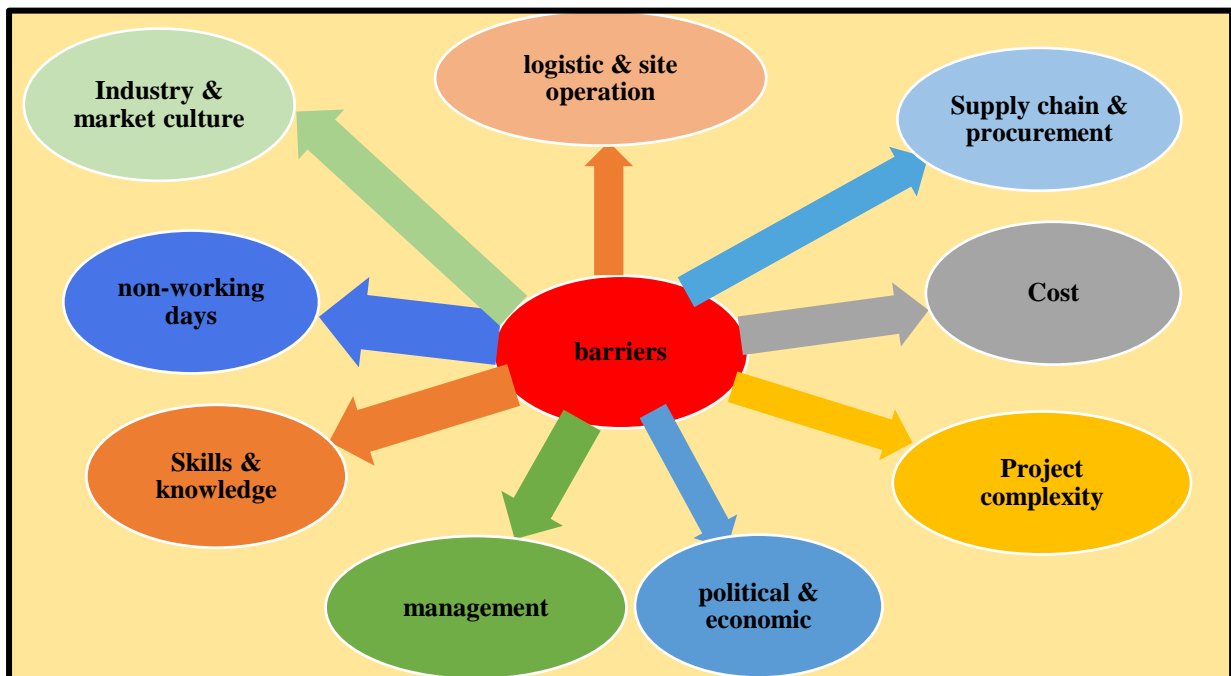 logistic & site
operation
Industry &
market culture
Supply chain &
procurement
non-working
days
Cost
barriers
Skills &
knowledge
Project
complexity
management
political &
economic